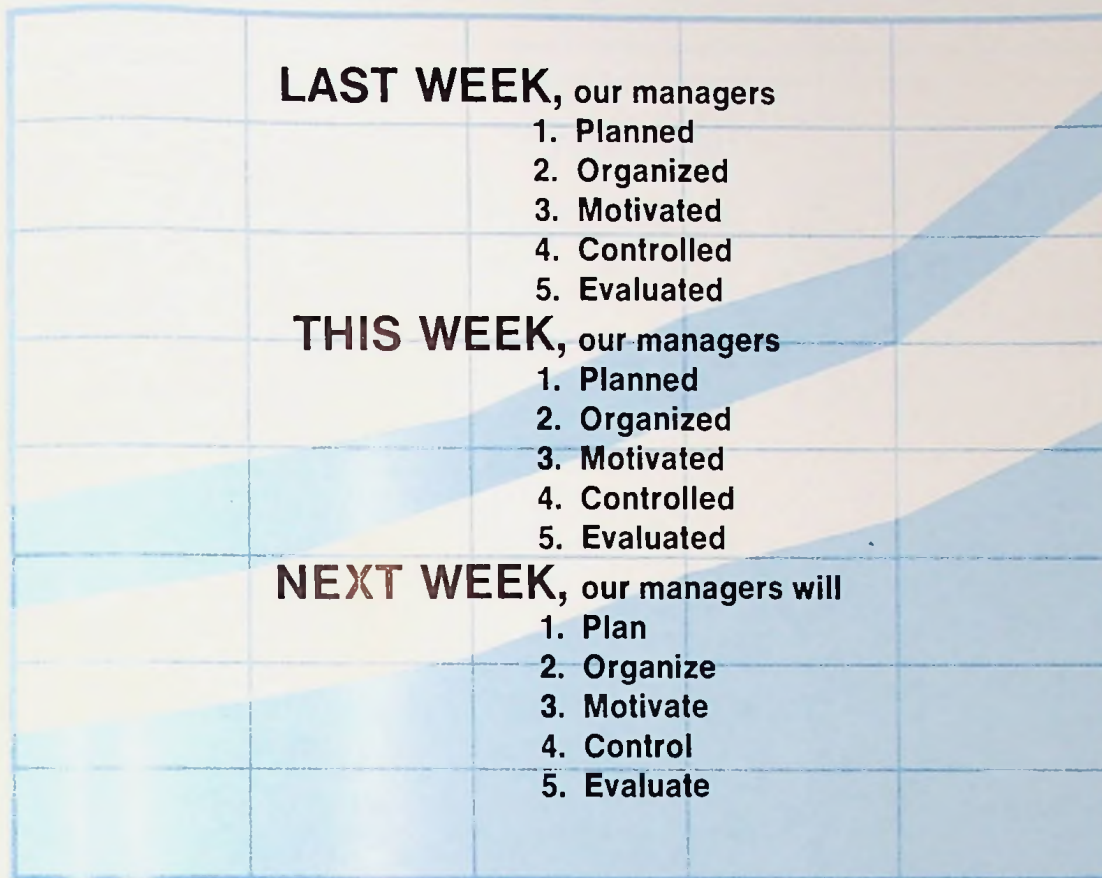 LAST WEEK, our managers
1. Planned
2. Organized
3. Motivated
4. Controlled
5. Evaluated
THIS WEEK, our managers
1. Planned
2. Organized
3. Motivated
4. Controlled
5. Evaluated
NEXT WEEK, our managers will
1. Plan
2. Organize
3. Motivate
4. Control
5. Evaluate